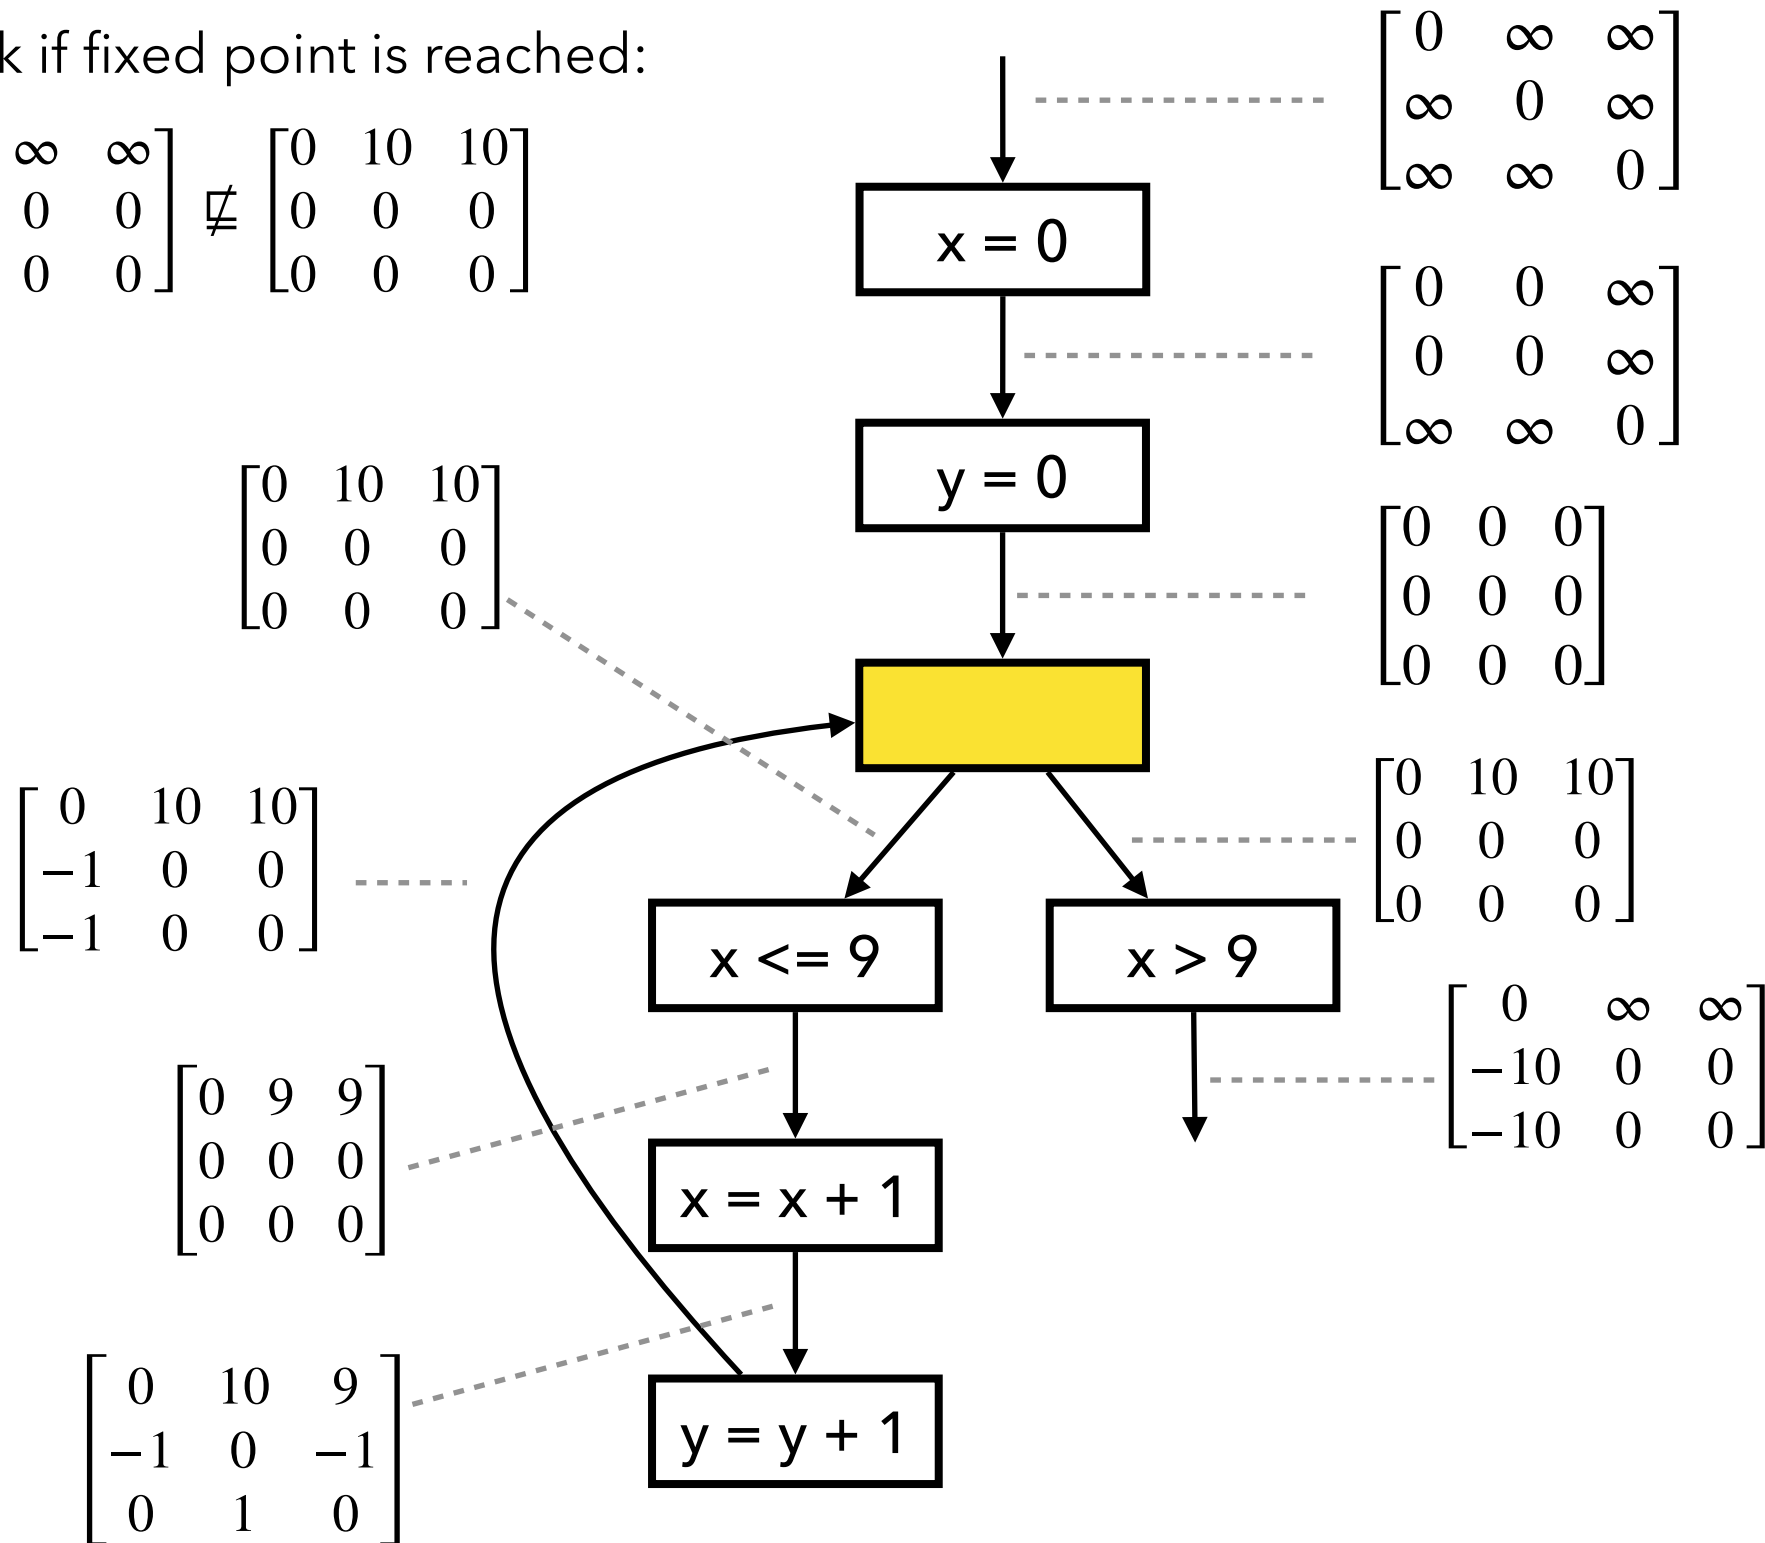 k if fixed point is reached:
∞ ∞
0 0
0 0
⋢
0 10 10
0 0 0
0 0 0
0 ∞ ∞
∞ 0 ∞
∞ ∞ 0
x = 0
0 0 ∞
0 0 ∞
∞ ∞ 0
y = 0
0 10 10
0 0 0
0 0 0
0 0 0
0 0 0
0 0 0
0 10 10
−1 0 0
−1 0 0
0 10 10
0 0 0
0 0 0
x <= 9
x > 9
0 ∞ ∞
−10 0 0
−10 0 0
0 9 9
0 0 0
0 0 0
x = x + 1
0 10 9
−1 0 −1
0 1 0
y = y + 1